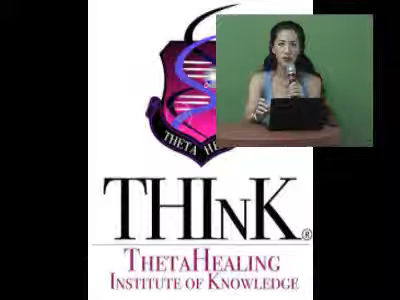 THETA HE
THInK®
THETAHEALING
INSTITUTE OF KNOWLEDGE